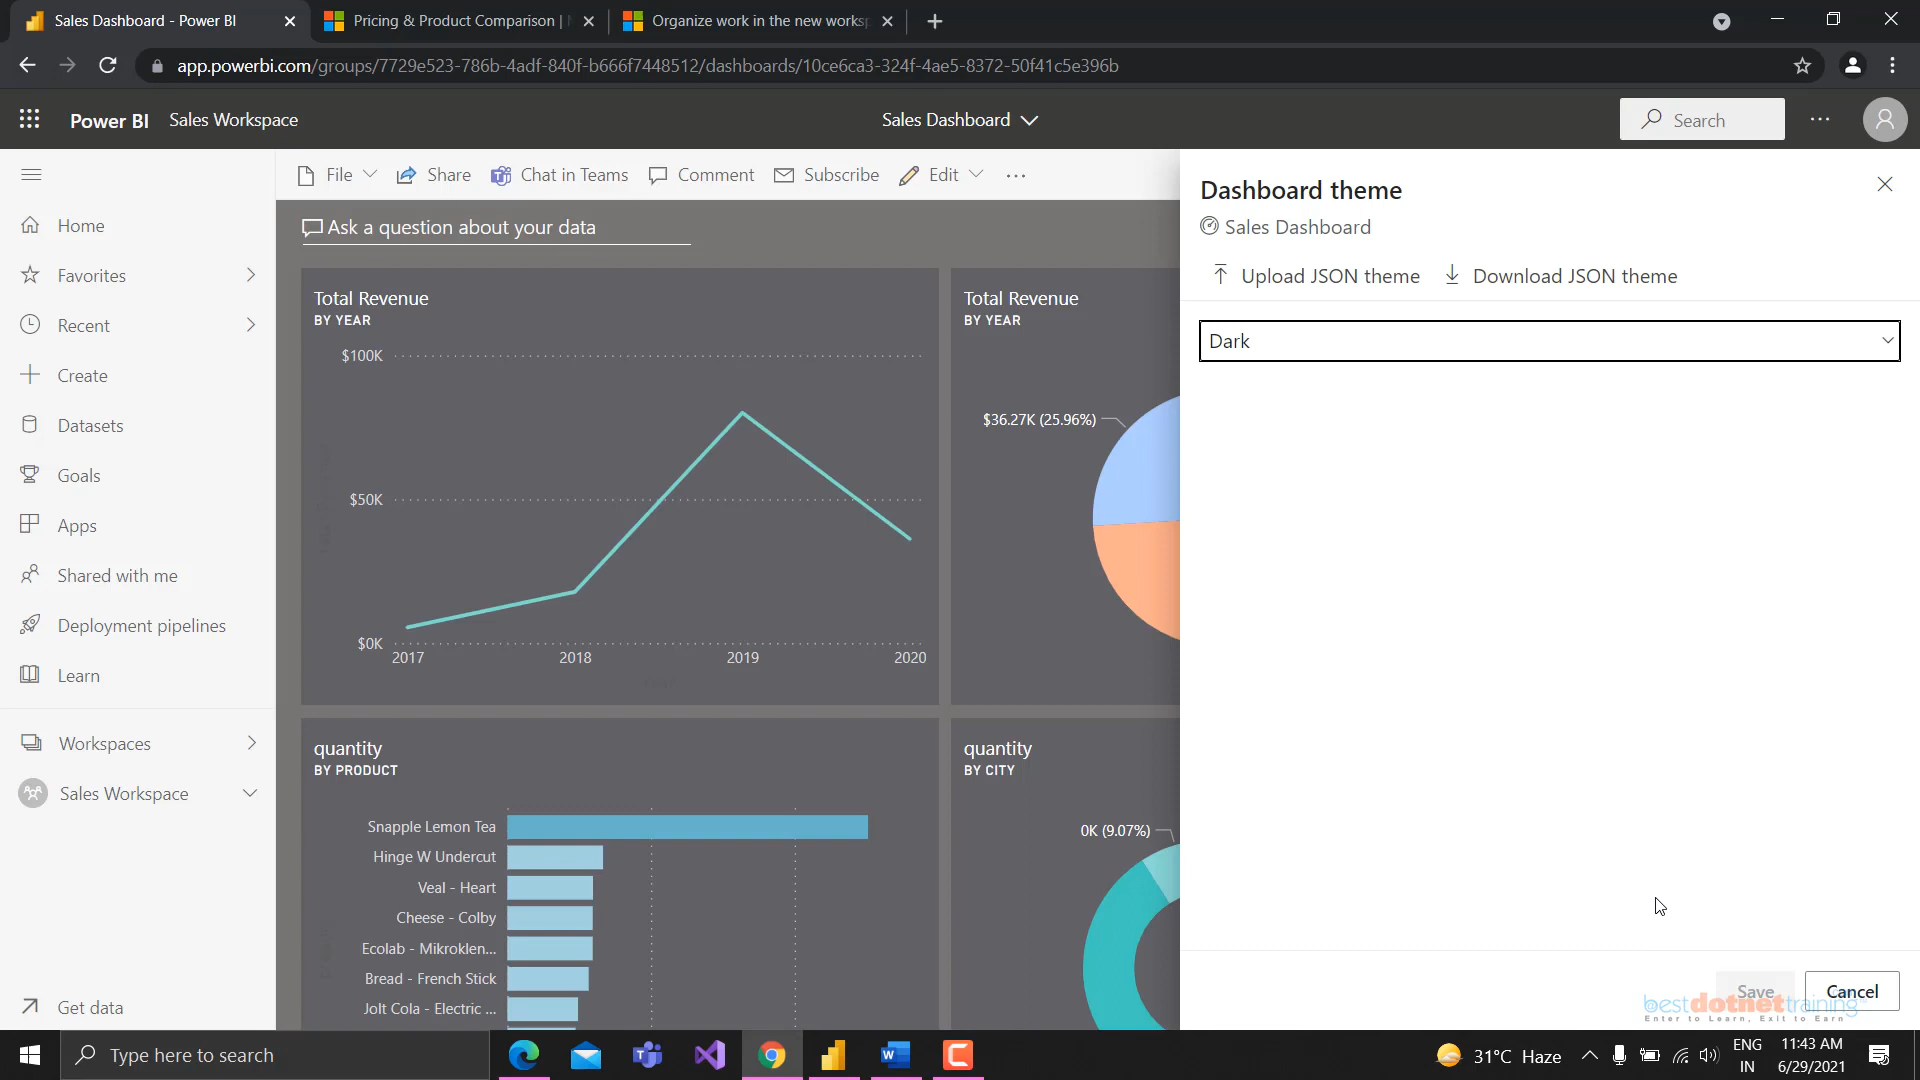 Sales Dashboard - Power BI
Pricing & Product Comparison |
Organize work in the new worksp
app.powerbi.com/groups/7729e523-786b-4adf-840f-b666f7448512/dashboards/10ce6ca3-324f-4ae5-8372-50f41c5e396b
Power BI Sales Workspace
Sales Dashboard
Search
File
Share
Chat in Teams
Comment
Subscribe
Edit
Home
Favorites
Recent
Create
Datasets
Goals
Apps
Shared with me
Deployment pipelines
Learn
Workspaces
Sales Workspace
Get data
Ask a question about your data
Total Revenue
BY YEAR
$100K
$50K
$0K
2017 2018 2019 2020
Total Revenue
BY YEAR
$36.27K (25.96%)
quantity
BY PRODUCT
Snapple Lemon Tea
Hinge W Undercut
Veal - Heart
Cheese - Colby
Ecolab - Mikroklen...
Bread - French Stick
Jolt Cola - Electric ...
quantity
BY CITY
0K (9.07%)
Dashboard theme
Sales Dashboard
Upload JSON theme
Download JSON theme
Dark
Save
Cancel
bestdotnettraining
Enter to Learn, Exit to Earn
Type here to search
31°C Haze
ENG
IN
11:43 AM
6/29/2021